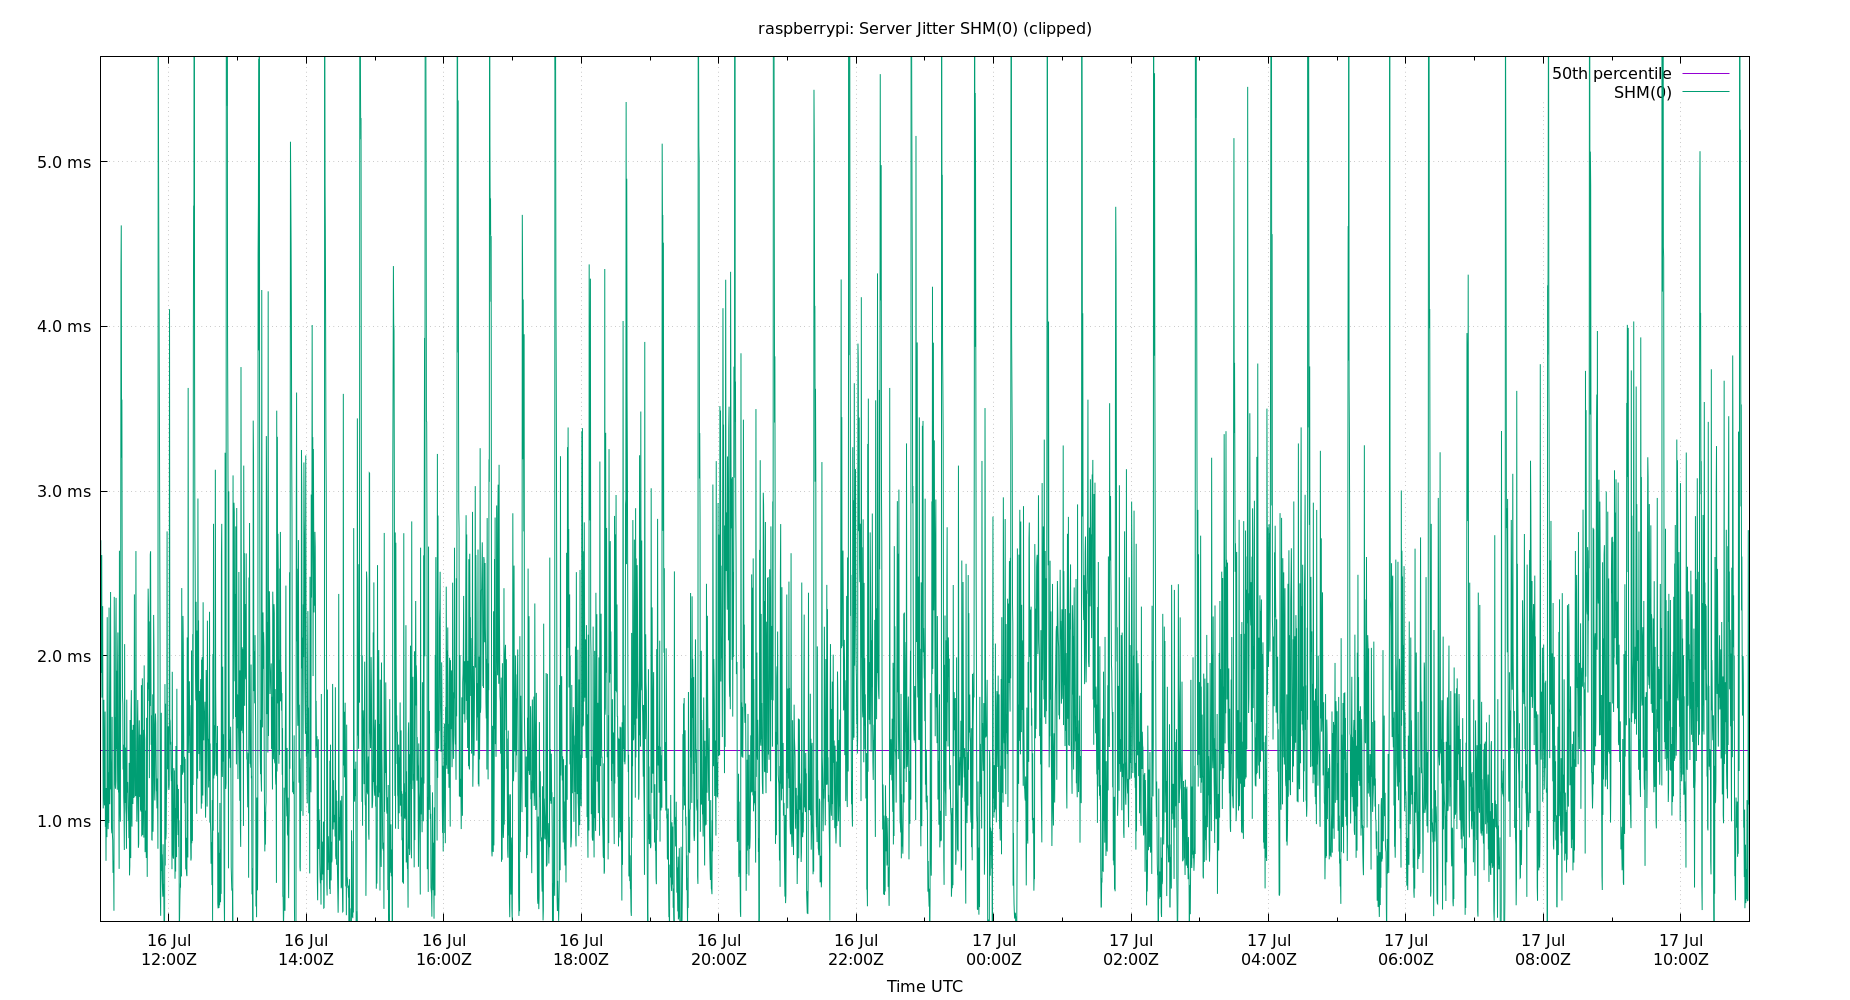 raspberrypi: Server Jitter SHM(0) (clipped)
50th percentile
SHM(0)
5.0 ms
4.0 ms
3.0 ms
2.0 ms
1.0 ms
16 Jul 16 Jul 16 Jul 16 Jul 16 Jul 16 Jul 17 Jul 17 Jul 17 Jul 17 Jul 17 Jul 17 Jul
12:00Z 14:00Z 16:00Z 18:00Z 20:00Z 22:00Z 00:00Z 02:00Z 04:00Z 06:00Z 08:00Z 10:00Z
Time UTC